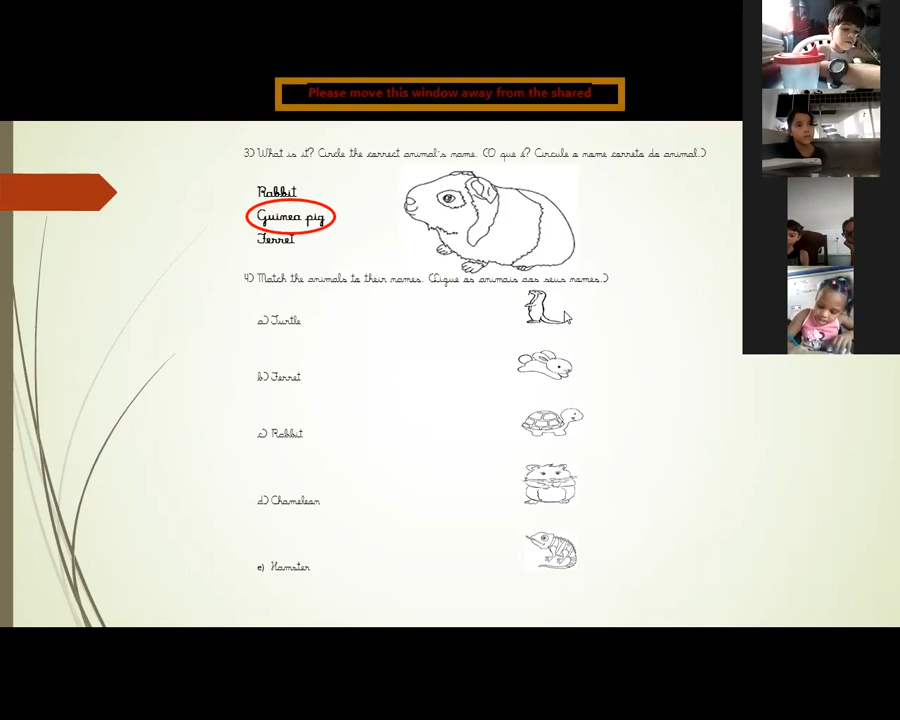 Please move this window away from the shared
3) What is it? Circle the correct animal's name. (O que é? Circule o nome correto do animal.)
Rabbit
Guinea pig
Ferret
4) Match the animals to their names. (Ligue os animais aos seus nomes.)
a) Turtle
b) Ferret
c) Rabbit
d) Chameleon
e) Hamster